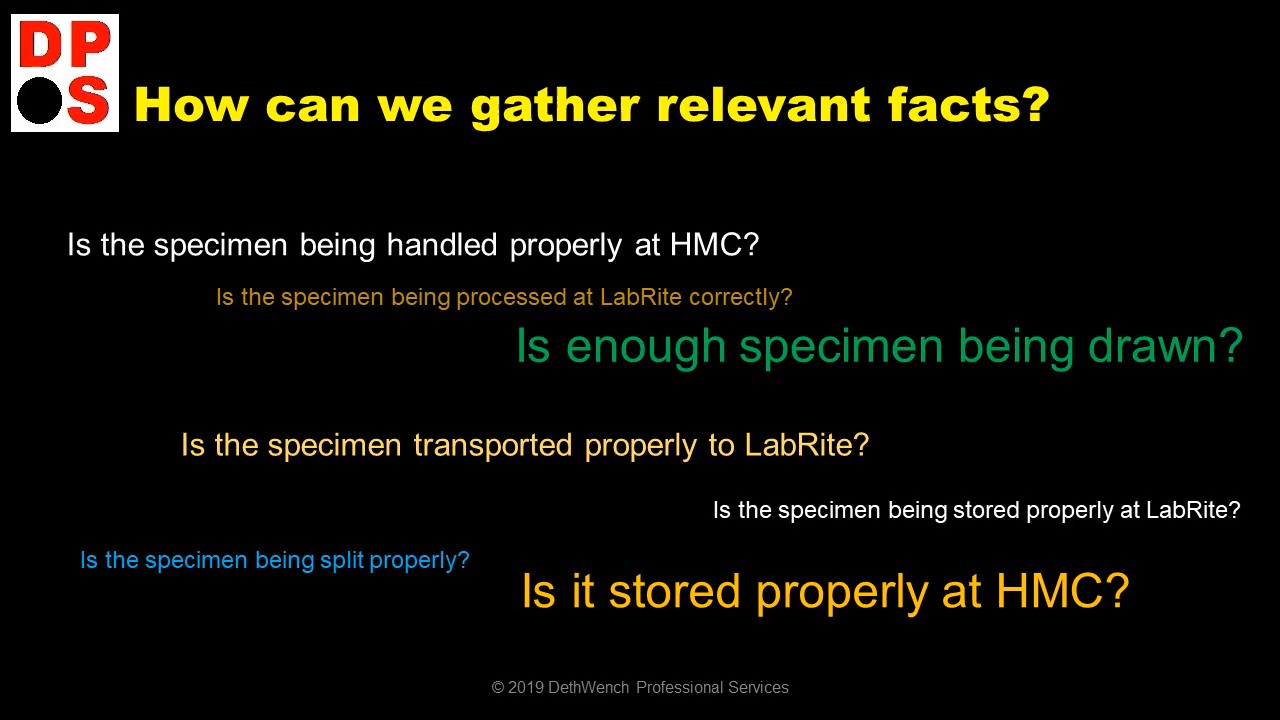 DP
S
How can we gather relevant facts?
Is the specimen being handled properly at HMC?
Is the specimen being processed at LabRite correctly?
Is enough specimen being drawn?
Is the specimen transported properly to LabRite?
Is the specimen being stored properly at LabRite?
Is the specimen being split properly?
Is it stored properly at HMC?
© 2019 DethWench Professional Services